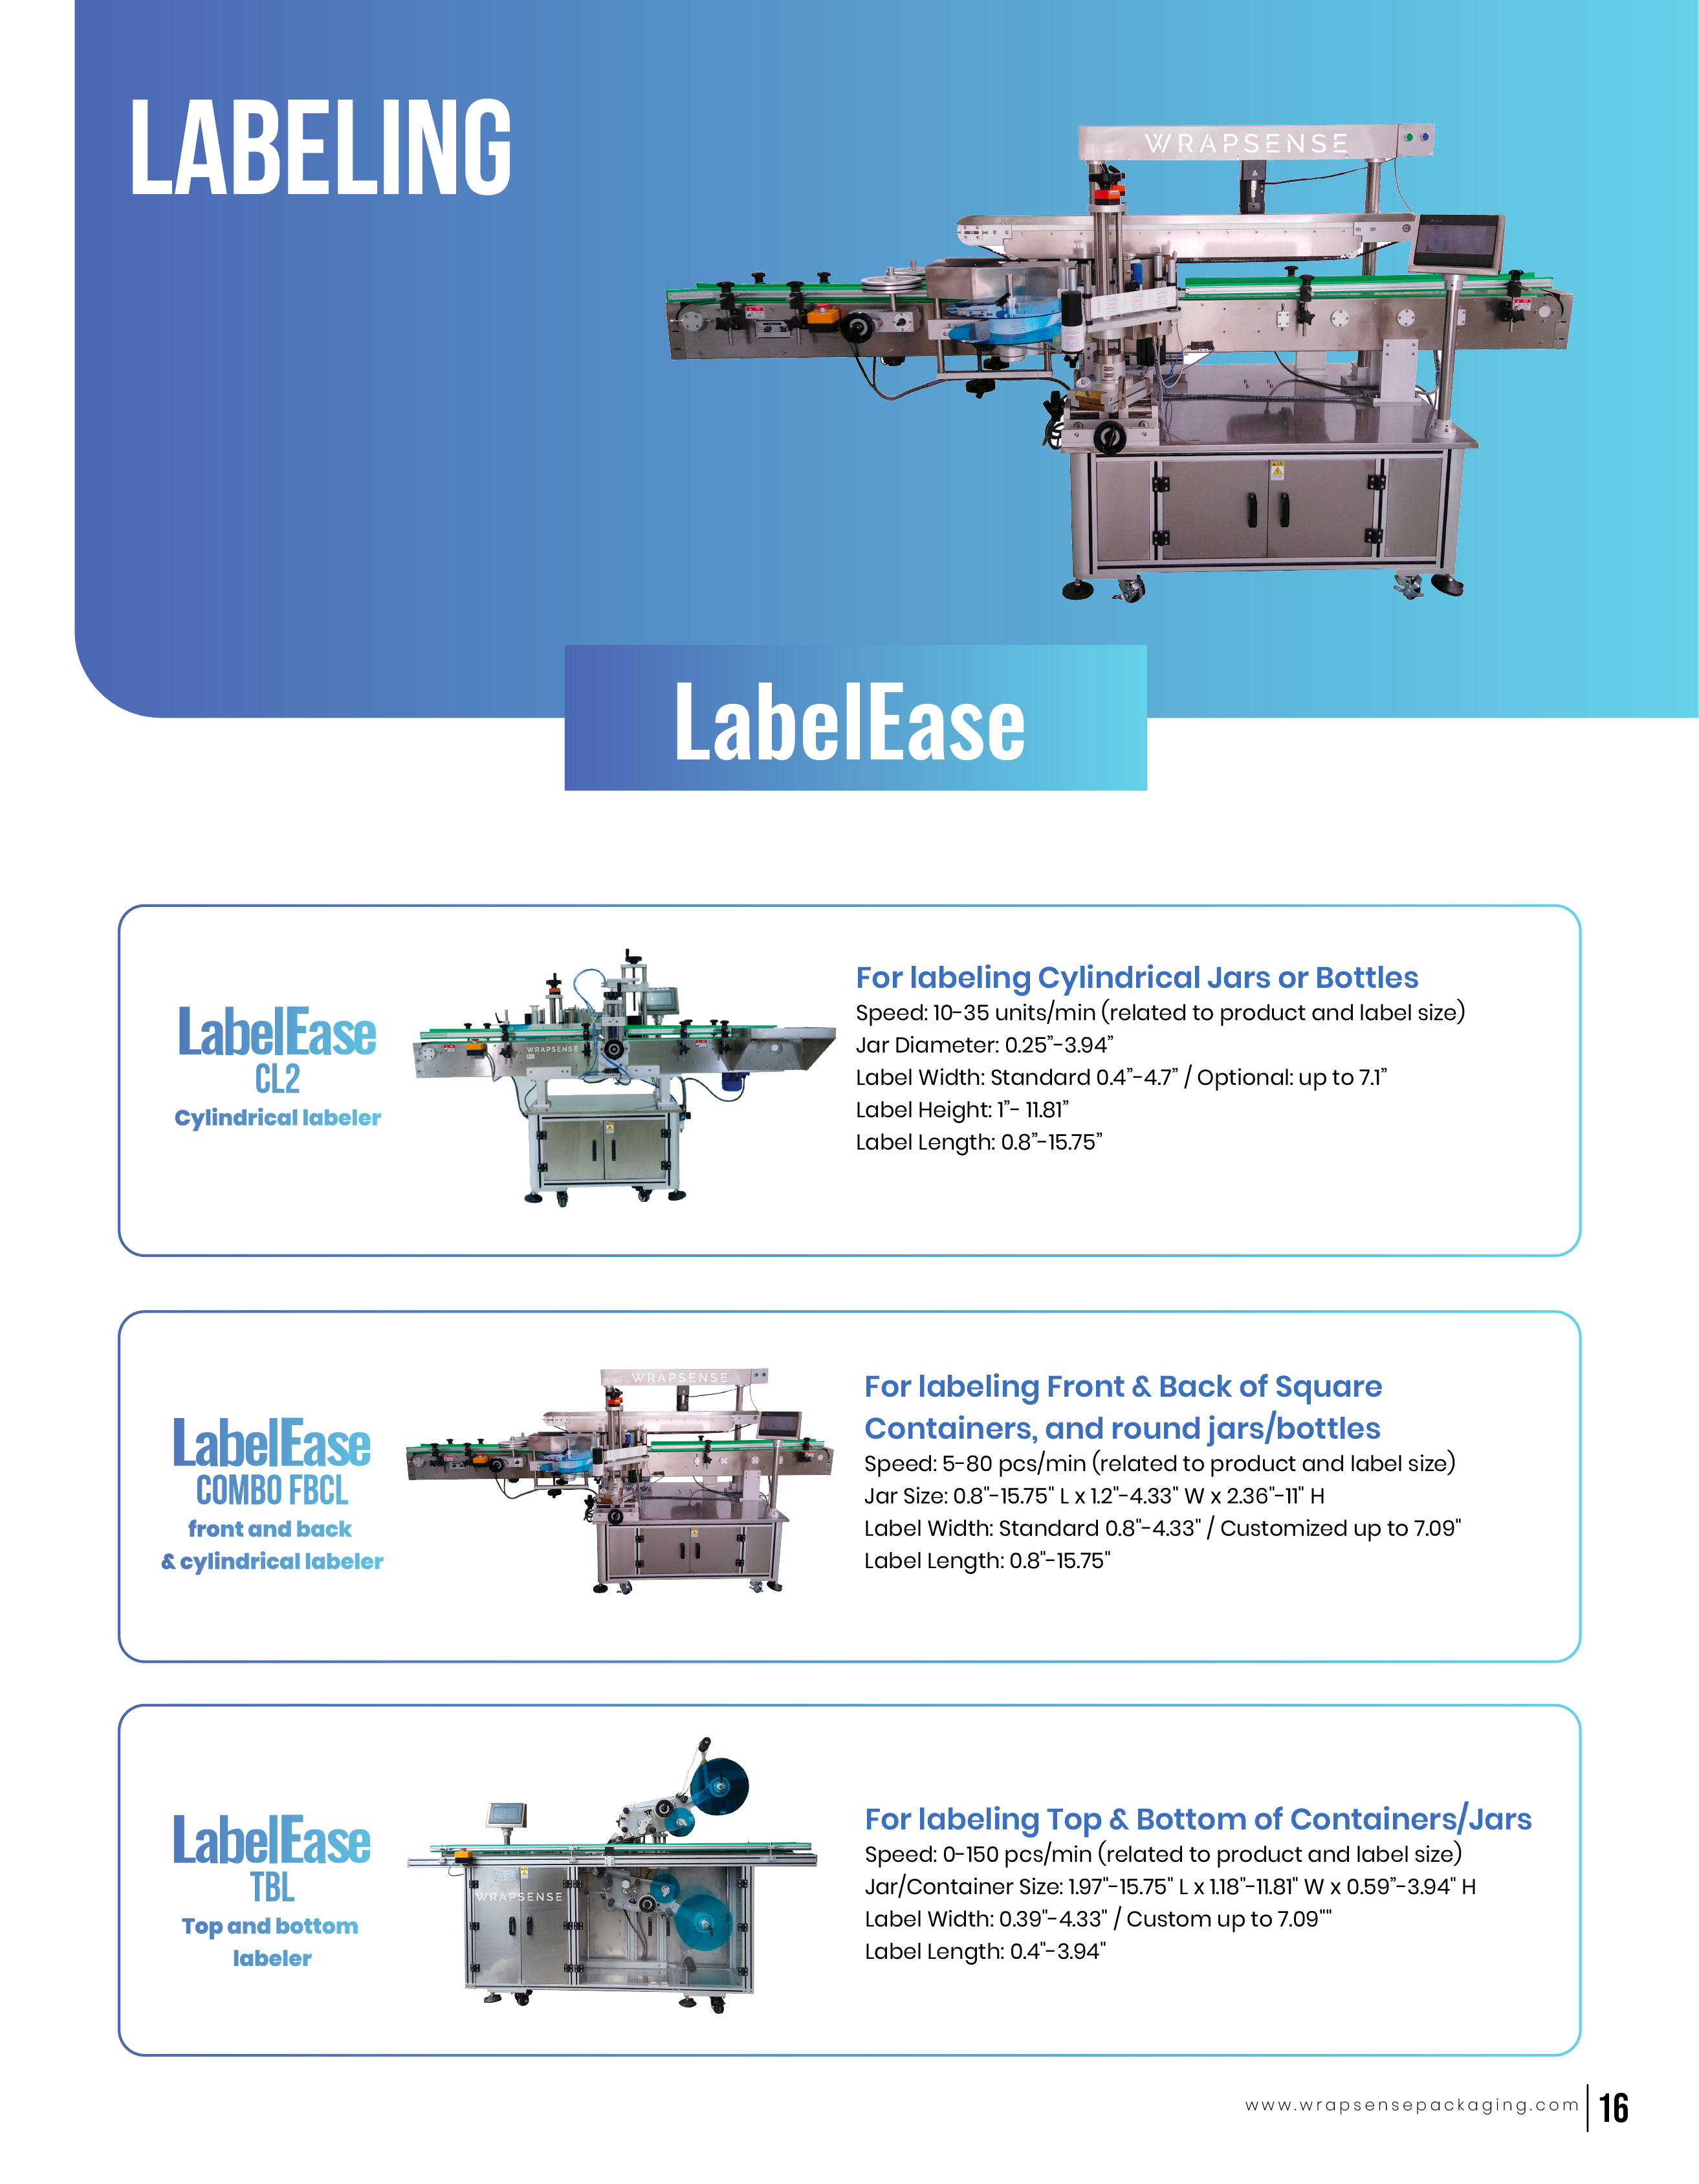 LABELING
WRAPSENSE
LabelEase
LabelEase
CL2
Cylindrical labeler
WRAPSENSE
For labeling Cylindrical Jars or Bottles
Speed: 10-35 units/min (related to product and label size)
Jar Diameter: 0.25”-3.94”
Label Width: Standard 0.4”-4.7” / Optional: up to 7.1”
Label Height: 1”- 11.81”
Label Length: 0.8”-15.75”
LabelEase
COMBO FBCL
front and back
& cylindrical labeler
WRAPSENSE
For labeling Front & Back of Square
Containers, and round jars/bottles
Speed: 5-80 pcs/min (related to product and label size)
Jar Size: 0.8"-15.75" L x 1.2"-4.33" W x 2.36"-11" H
Label Width: Standard 0.8"-4.33" / Customized up to 7.09"
Label Length: 0.8"-15.75"
LabelEase
TBL
Top and bottom
labeler
WRAPSENSE
For labeling Top & Bottom of Containers/Jars
Speed: 0-150 pcs/min (related to product and label size)
Jar/Container Size: 1.97"-15.75" L x 1.18"-11.81" W x 0.59”-3.94" H
Label Width: 0.39"-4.33" / Custom up to 7.09""
Label Length: 0.4"-3.94"
www.wrapsensepackaging.com
16